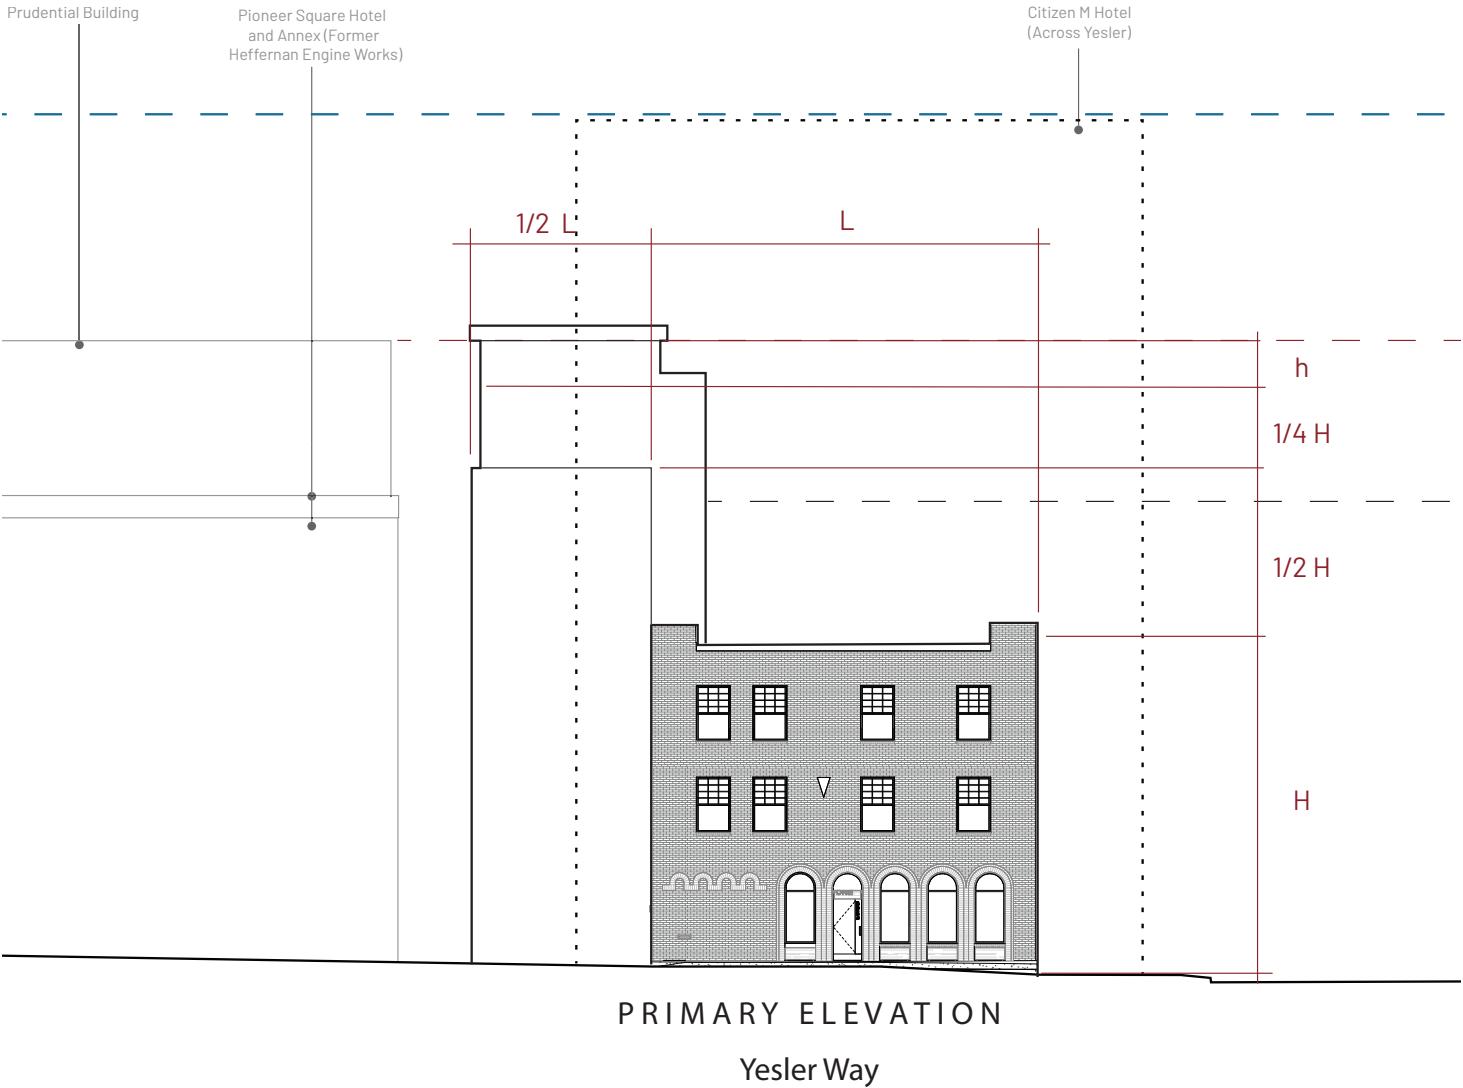 Prudential Building
Pioneer Square Hotel
and Annex (Former
Heffernan Engine Works)
Citizen M Hotel
(Across Yesler)
1/2 L
L
h
1/4 H
1/2 H
H
PRIMARY ELEVATION
Yesler Way